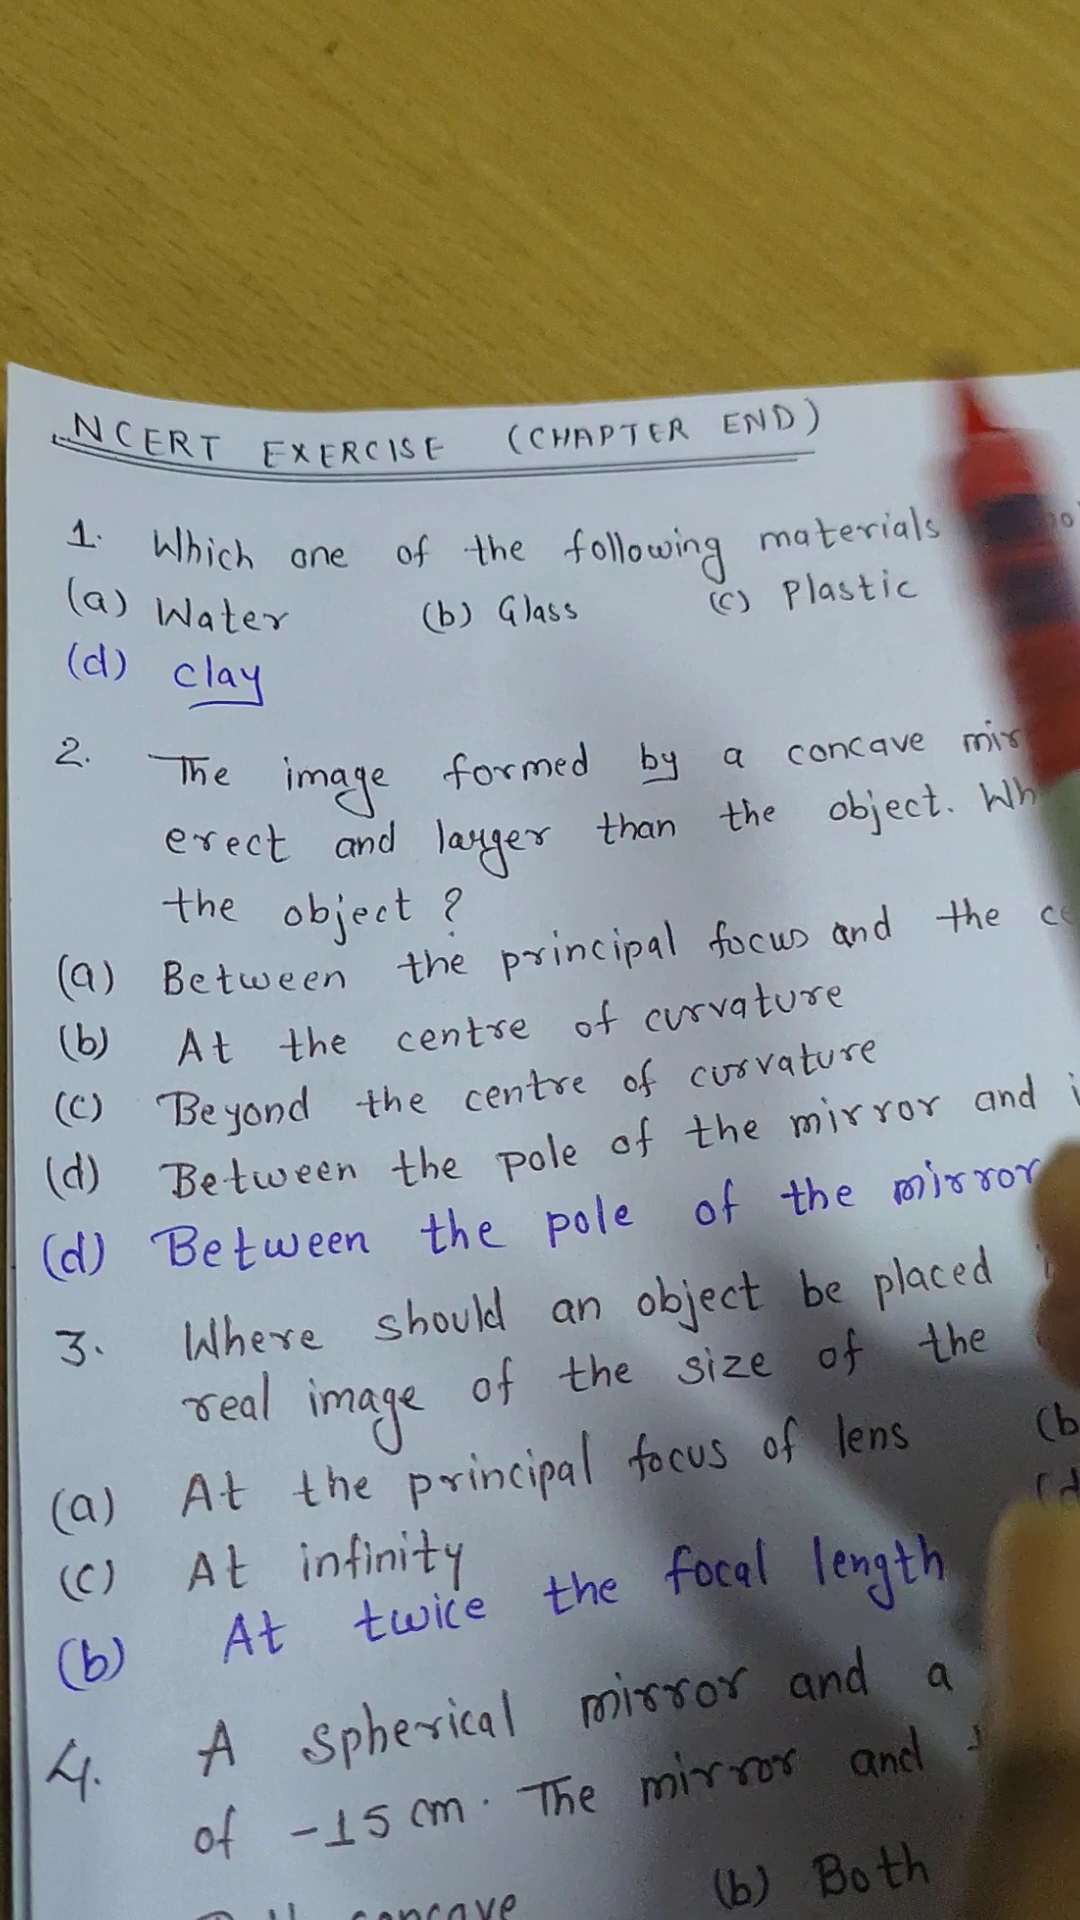 NCERT EXERCISE (CHAPTER END)
1. Which one of the following materials
(a) Water (b) Glass (c) Plastic
(d) clay
2. The image formed by a concave
erect and larger than the object.
the object ?
(a) Between the principal focus and the
(b) At the centre of curvature
(c) Beyond the centre of curvature
(d) Between the pole of the mirror and
(d) Between the pole of the mirror
3. Where should an object be placed
real image of the size of the
(a) At the principal focus of lens (b
(c) At infinity
(b) At twice the focal length
4. A spherical mirror and a
of -15 cm. The mirror and
concave (b) Both